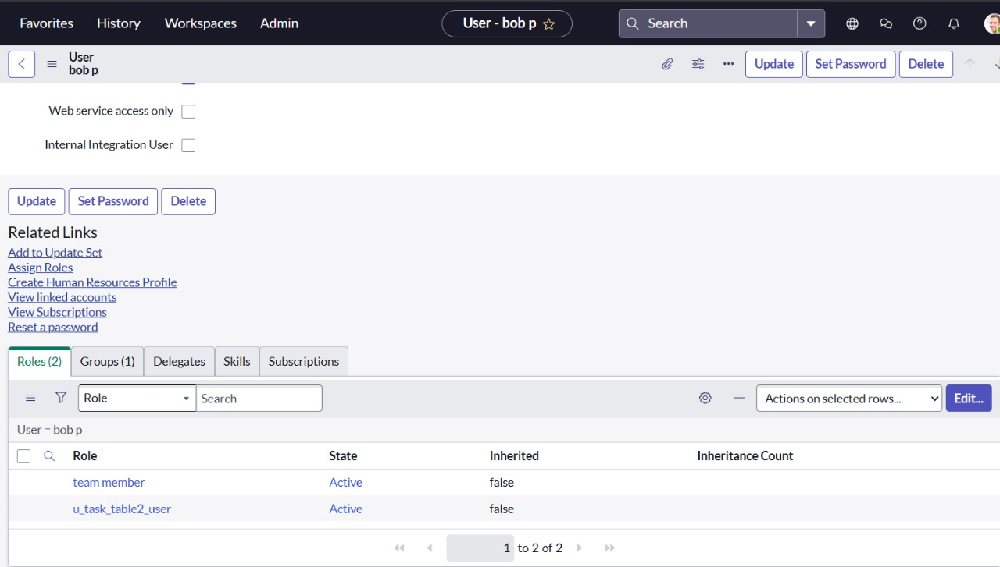 Favorites History Workspaces Admin User - bob p Search
User
bob p
Update Set Password Delete
Web service access only
Internal Integration User
Update Set Password Delete
Related Links
Add to Update Set
Assign Roles
Create Human Resources Profile
View linked accounts
View Subscriptions
Reset a password
Roles (2) Groups (1) Delegates Skills Subscriptions
Role Search Actions on selected rows... Edit...
User = bob p
Role State Inherited Inheritance Count
team member Active false
u_task_table2_user Active false
1 to 2 of 2